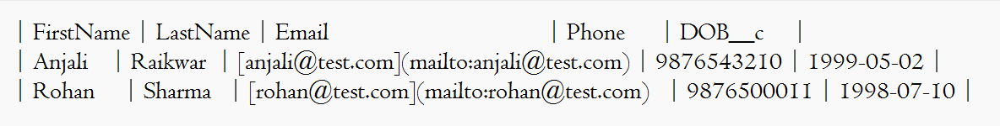 | FirstName | LastName | Email | Phone | DOB__c |
| Anjali | Raikwar | [anjali@test.com](mailto:anjali@test.com) | 9876543210 | 1999-05-02 |
| Rohan | Sharma | [rohan@test.com](mailto:rohan@test.com) | 9876500011 | 1998-07-10 |